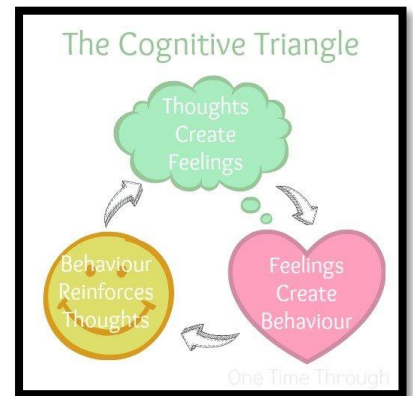 The Cognitive Triangle
Thoughts
Create
Feelings
Feelings
Create
Behaviour
Behaviour
Reinforces
Thoughts
One Time Through